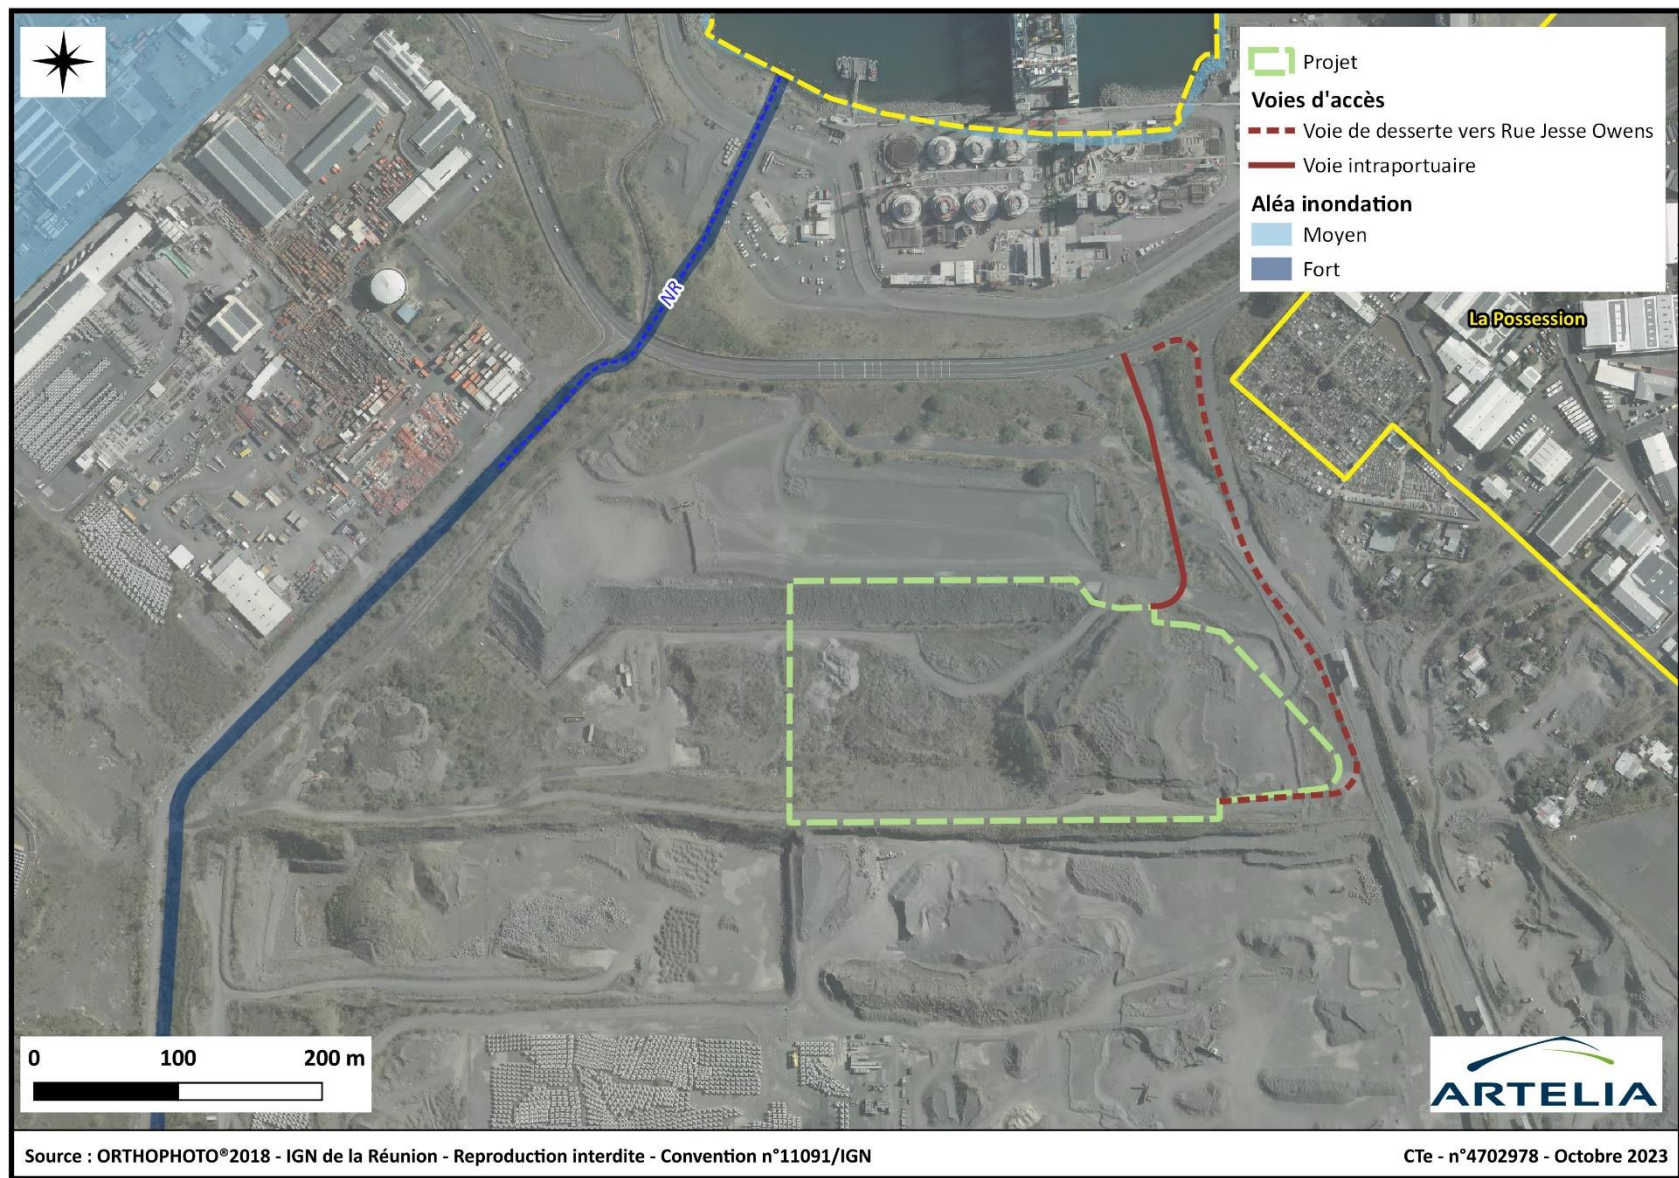 Projet
Voies d'accès
Voie de desserte vers Rue Jesse Owens
Voie intraportuaire
Aléa inondation
Moyen
Fort
La Possession
NR
0 100 200 m
ARTELIA
Source : ORTHOPHOTO®2018 - IGN de la Réunion - Reproduction interdite - Convention n°11091/IGN
CTe - n°4702978 - Octobre 2023